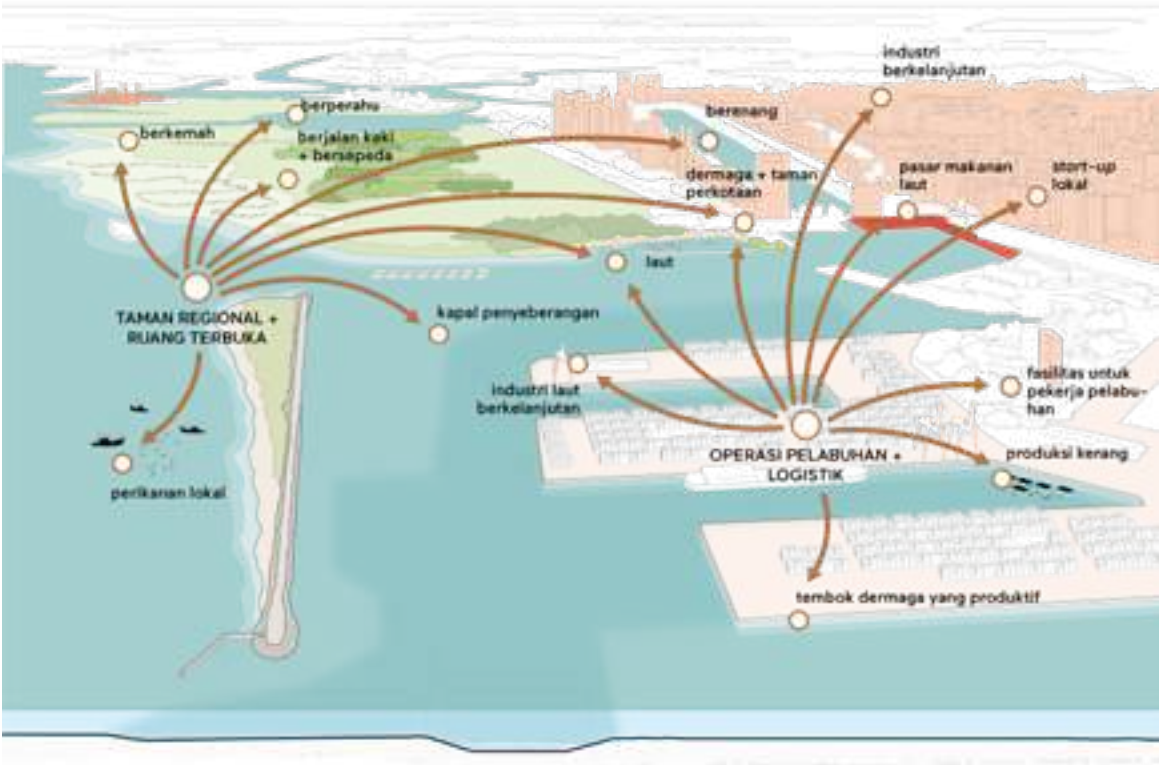 industri
berkelanjutan
berperahu
berkemah
berjalan kaki
+ bersepeda
berenang
dermaga + taman
perkotaan
pasar makanan
laut
start-up
lokal
laut
TAMAN REGIONAL +
RUANG TERBUKA
kapal penyeberangan
industri laut
berkelanjutan
fasilitas untuk
pekerja pelabu-
han
OPERASI PELABUHAN +
LOGISTIK
produksi kerang
perikanan lokal
tembok dermaga yang produktif